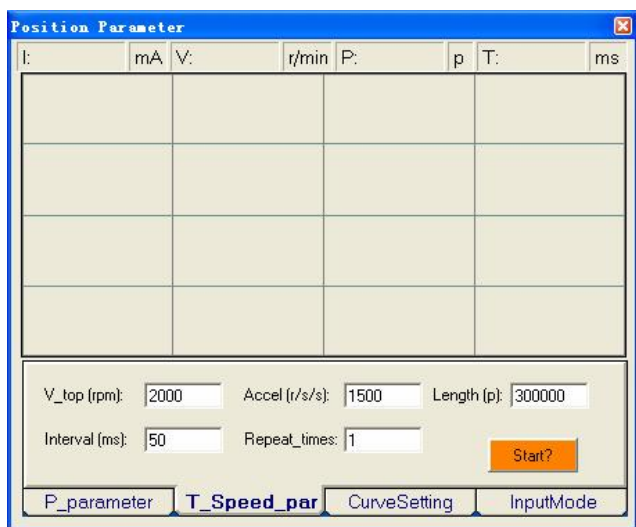 Position Parameter
I: mA V: r/min P: p T: ms
V_top (rpm): 2000 Accel (r/s/s): 1500 Length (p): 300000
Interval (ms): 50 Repeat_times: 1 Start?
P_parameter T_Speed_par CurveSetting InputMode